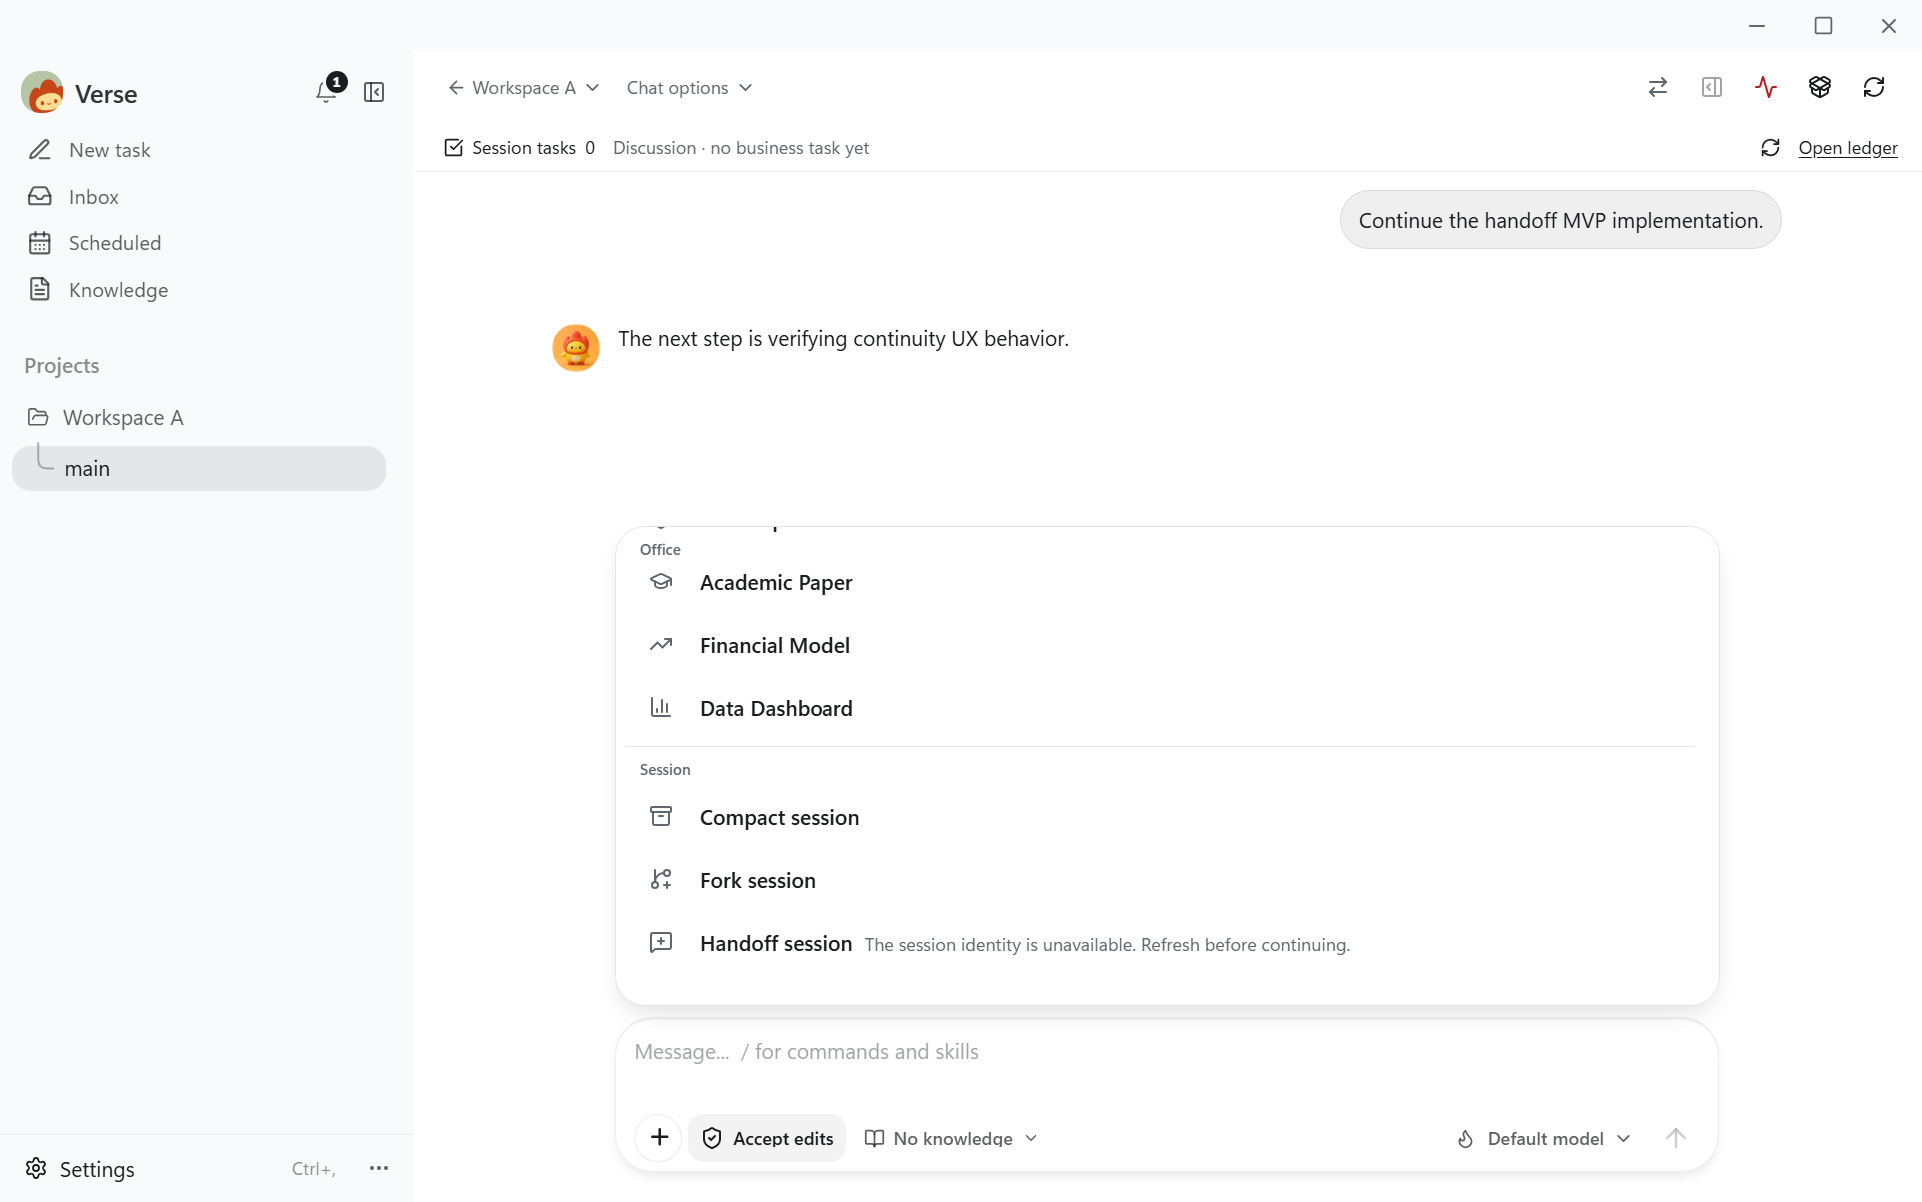 Verse
1
New task
Inbox
Scheduled
Knowledge
Projects
Workspace A
main
Settings
Ctrl+,
Workspace A
Chat options
Session tasks 0
Discussion · no business task yet
Open ledger
Continue the handoff MVP implementation.
The next step is verifying continuity UX behavior.
Office
Academic Paper
Financial Model
Data Dashboard
Session
Compact session
Fork session
Handoff session The session identity is unavailable. Refresh before continuing.
Message... / for commands and skills
Accept edits
No knowledge
Default model